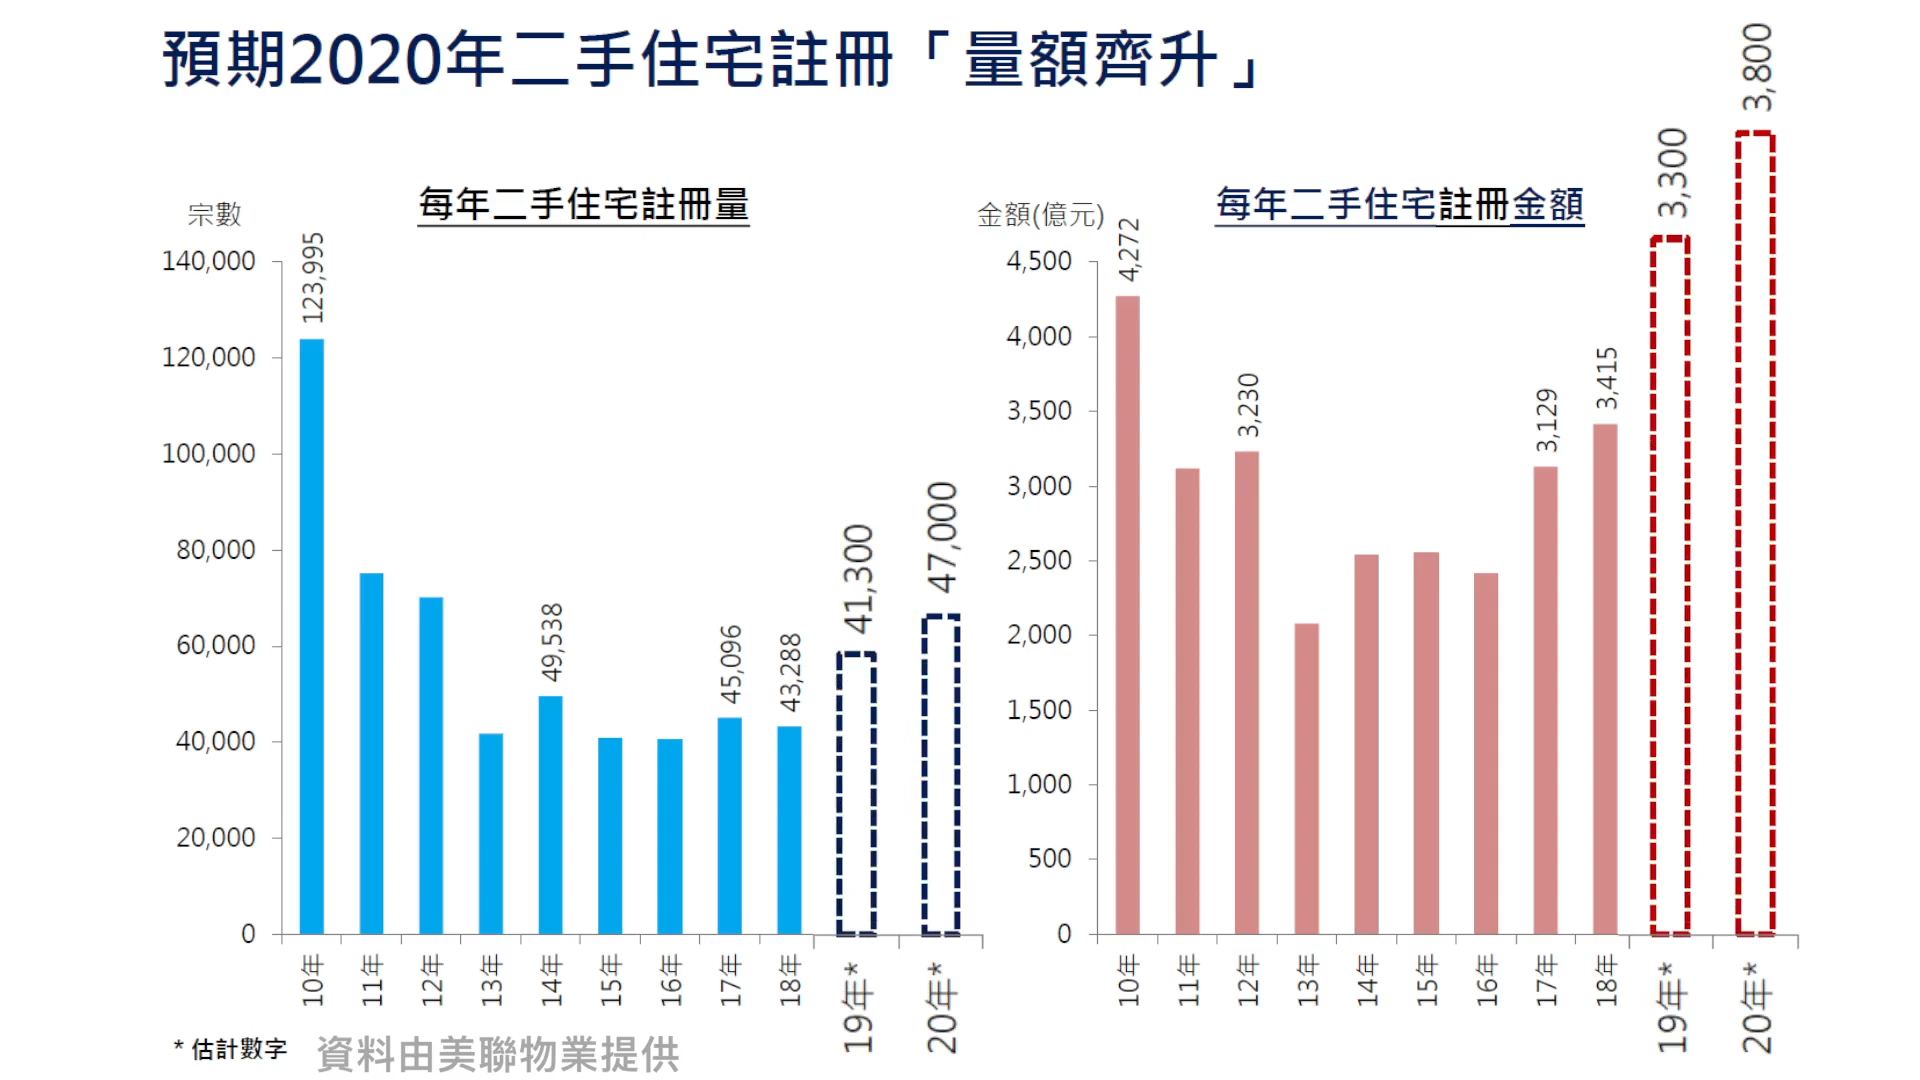 預期2020年二手住宅註冊「量額齊升」
宗數
每年二手住宅註冊量
140,000
120,000
100,000
80,000
60,000
40,000
20,000
0
123,995
49,538
45,096
43,288
41,300
47,000
10年
11年
12年
13年
14年
15年
16年
17年
18年
19年*
20年*
金額(億元)
每年二手住宅註冊金額
4,500
4,000
3,500
3,000
2,500
2,000
1,500
1,000
500
0
4,272
3,230
3,129
3,415
3,300
3,800
10年
11年
12年
13年
14年
15年
16年
17年
18年
19年*
20年*
* 估計數字
資料由美聯物業提供